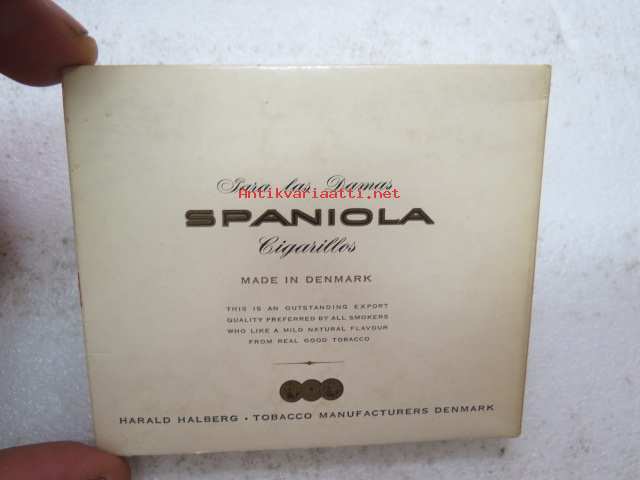 Para las Damas
Antikvariaatti.net
SPANIOLA
Cigarillos
MADE IN DENMARK
THIS IS AN OUTSTANDING EXPORT
QUALITY PREFERRED BY ALL SMOKERS
WHO LIKE A MILD NATURAL FLAVOUR
FROM REAL GOOD TOBACCO
HARALD HALBERG • TOBACCO MANUFACTURERS DENMARK